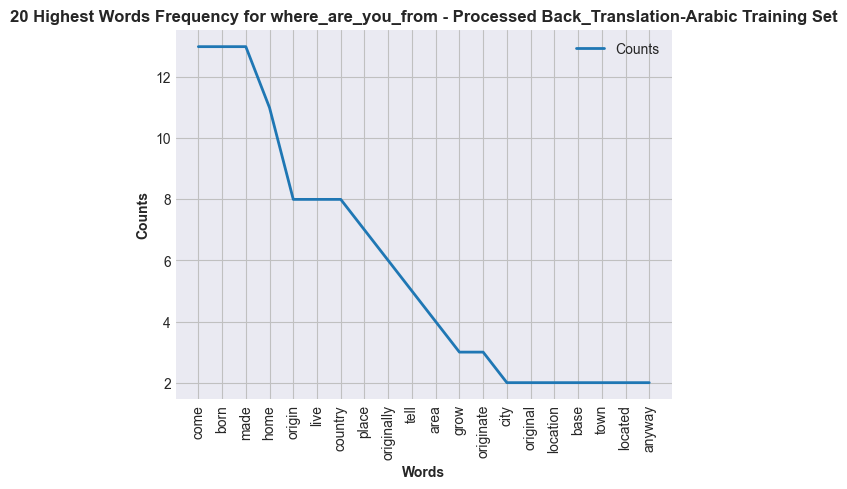 20 Highest Words Frequency for where_are_you_from - Processed Back_Translation-Arabic Training Set
Counts
12
10
8
6
4
2
Counts
come
born
made
home
origin
live
country
place
originally
tell
area
grow
originate
city
original
location
base
town
located
anyway
Words